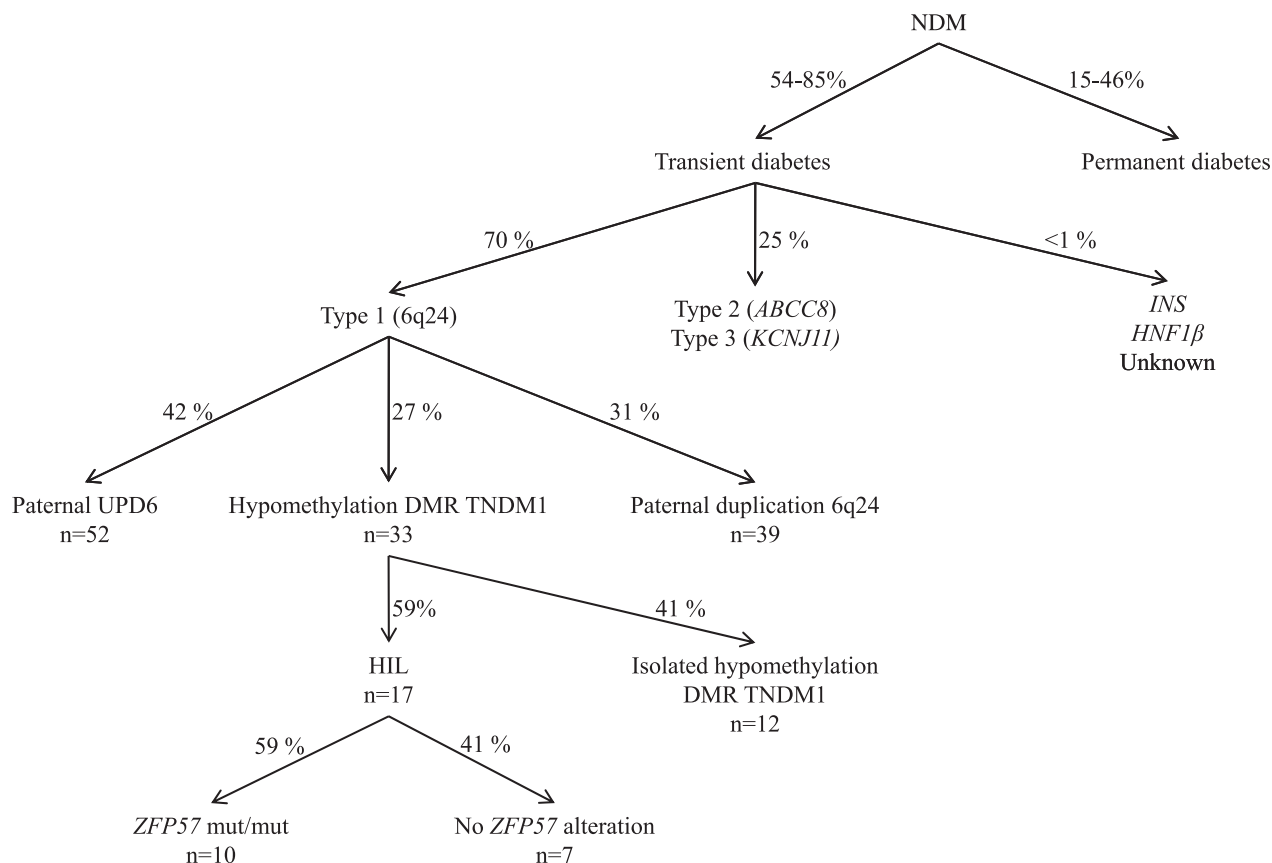 NDM
54-85%
15-46%
Transient diabetes
Permanent diabetes
70 %
25 %
<1 %
Type 1 (6q24)
Type 2 (ABCC8)
Type 3 (KCNJ11)
INS
HNF1β
Unknown
42 %
27 %
31 %
Paternal UPD6
n=52
Hypomethylation DMR TNDM1
n=33
Paternal duplication 6q24
n=39
59%
41 %
HIL
n=17
Isolated hypomethylation
DMR TNDM1
n=12
59 %
41 %
ZFP57 mut/mut
n=10
No ZFP57 alteration
n=7